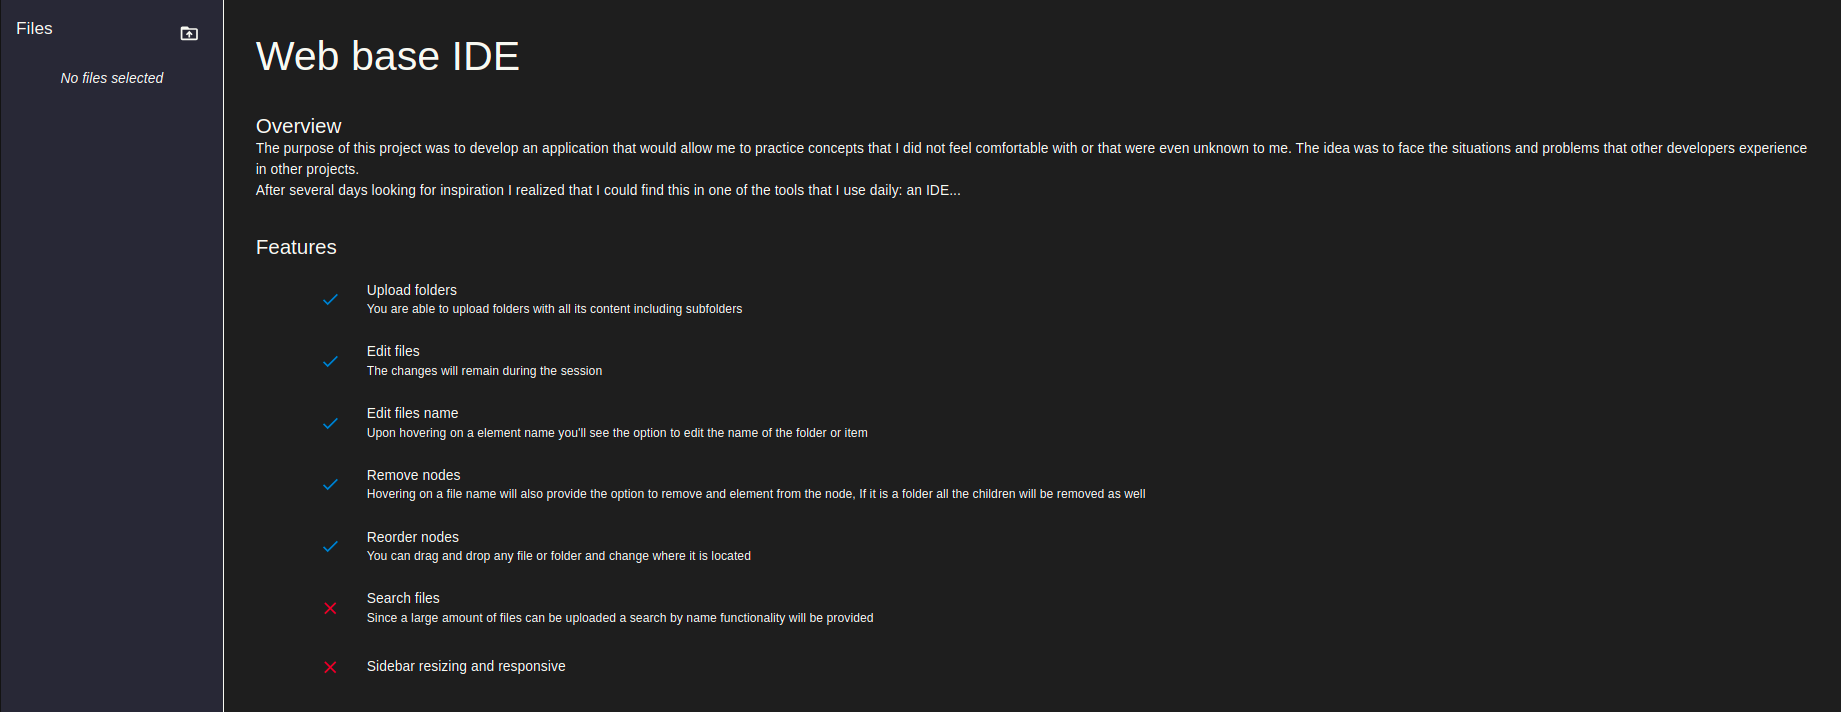 Files
No files selected
Web base IDE
Overview
The purpose of this project was to develop an application that would allow me to practice concepts that I did not feel comfortable with or that were even unknown to me. The idea was to face the situations and problems that other developers experience
in other projects.
After several days looking for inspiration I realized that I could find this in one of the tools that I use daily: an IDE...
Features
Upload folders
You are able to upload folders with all its content including subfolders
Edit files
The changes will remain during the session
Edit files name
Upon hovering on a element name you'll see the option to edit the name of the folder or item
Remove nodes
Hovering on a file name will also provide the option to remove and element from the node, If it is a folder all the children will be removed as well
Reorder nodes
You can drag and drop any file or folder and change where it is located
Search files
Since a large amount of files can be uploaded a search by name functionality will be provided
Sidebar resizing and responsive